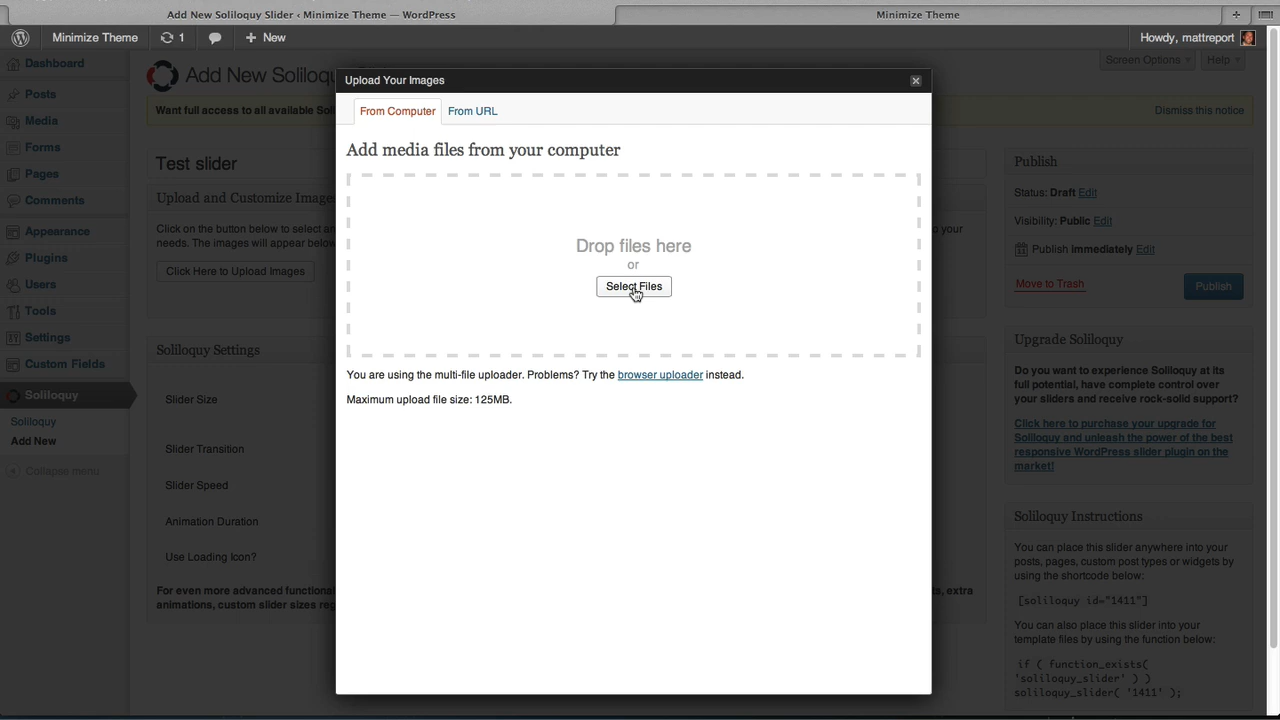 Add New Soliloquy Slider ‹ Minimize Theme — WordPress
Minimize Theme
Minimize Theme
1
New
Howdy, mattreport
Dashboard
Posts
Media
Forms
Pages
Comments
Appearance
Plugins
Users
Tools
Settings
Custom Fields
Soliloquy
Soliloquy
Add New
Collapse menu
Screen Options
Help
Add New Soliloqu
Want full access to all available Sol
Dismiss this notice
Test slider
Upload and Customize Images
Click on the button below to select an
your
needs. The images will appear below
Click Here to Upload Images
Soliloquy Settings
Slider Size
Slider Transition
Slider Speed
Animation Duration
Use Loading Icon?
For even more advanced functional
s, extra
animations, custom slider sizes reg
Upload Your Images
From Computer
From URL
Add media files from your computer
Drop files here
or
Select Files
You are using the multi-file uploader. Problems? Try the browser uploader instead.
Maximum upload file size: 125MB.
Publish
Status: Draft Edit
Visibility: Public Edit
Publish immediately Edit
Move to Trash
Publish
Upgrade Soliloquy
Do you want to experience Soliloquy at its
full potential, have complete control over
your sliders and receive rock-solid support?
Click here to purchase your upgrade for
Soliloquy and unleash the power of the best
responsive WordPress slider plugin on the
market!
Soliloquy Instructions
You can place this slider anywhere into your
posts, pages, custom post types or widgets by
using the shortcode below:
[soliloquy id="1411"]
You can also place this slider into your
template files by using the function below:
if ( function_exists(
'soliloquy_slider' ) )
soliloquy_slider( '1411' );